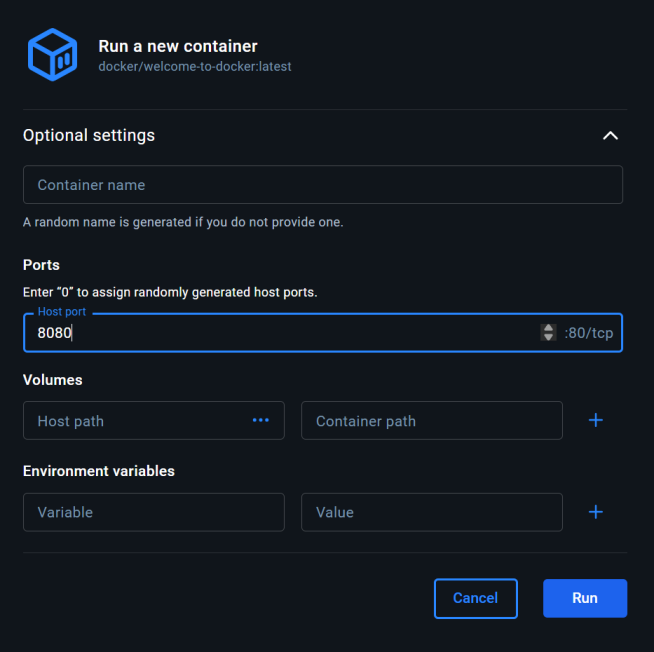 Run a new container
docker/welcome-to-docker:latest
Optional settings
Container name
A random name is generated if you do not provide one.
Ports
Enter “0” to assign randomly generated host ports.
Host port
8080 :80/tcp
Volumes
Host path ••• Container path +
Environment variables
Variable Value +
Cancel Run